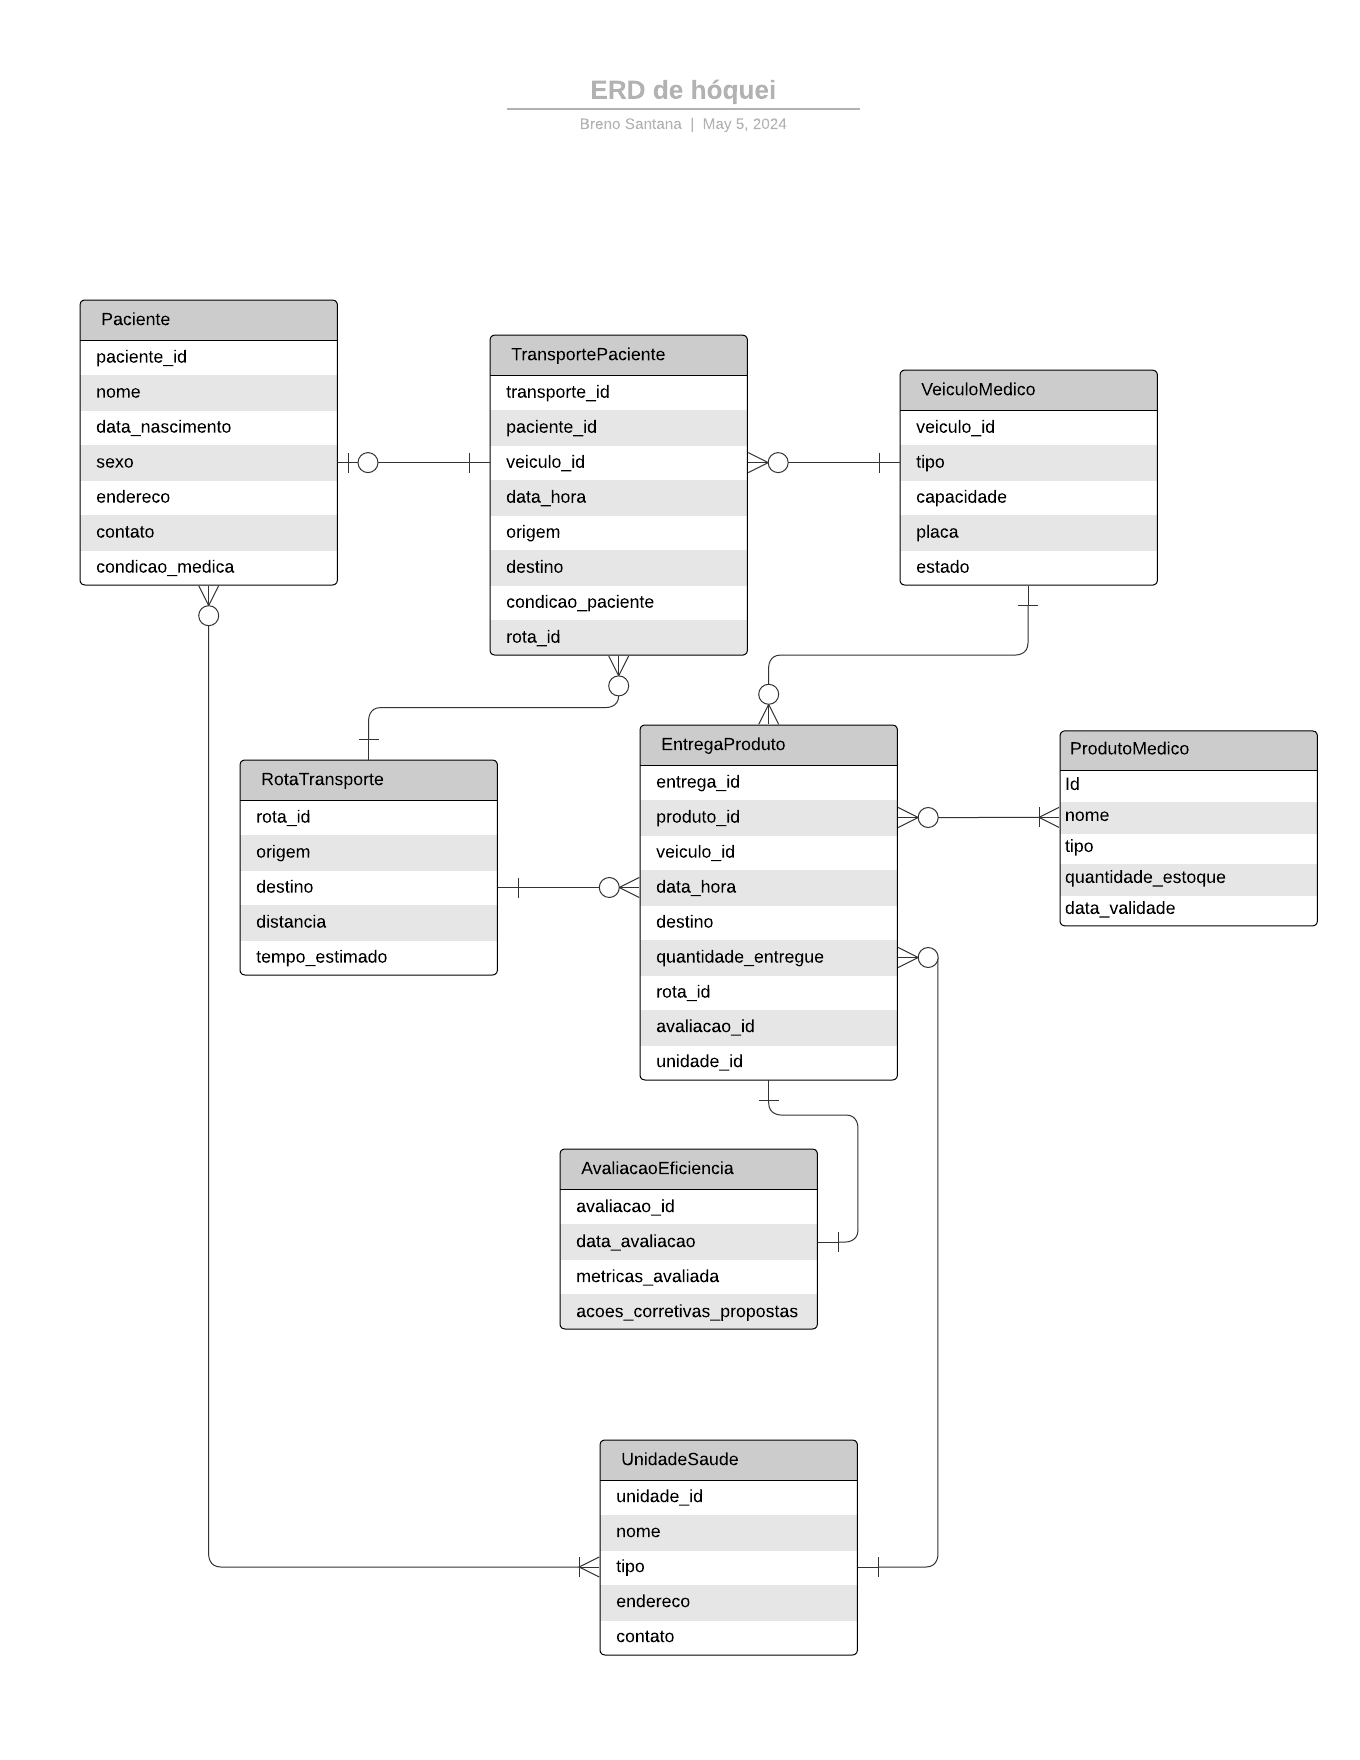 ERD de hóquei
Breno Santana | May 5, 2024
Paciente
paciente_id
nome
data_nascimento
sexo
endereco
contato
condicao_medica
TransportePaciente
transporte_id
paciente_id
veiculo_id
data_hora
origem
destino
condicao_paciente
rota_id
VeiculoMedico
veiculo_id
tipo
capacidade
placa
estado
RotaTransporte
rota_id
origem
destino
distancia
tempo_estimado
EntregaProduto
entrega_id
produto_id
veiculo_id
data_hora
destino
quantidade_entregue
rota_id
avaliacao_id
unidade_id
ProdutoMedico
Id
nome
tipo
quantidade_estoque
data_validade
AvaliacaoEficiencia
avaliacao_id
data_avaliacao
metricas_avaliada
acoes_corretivas_propostas
UnidadeSaude
unidade_id
nome
tipo
endereco
contato